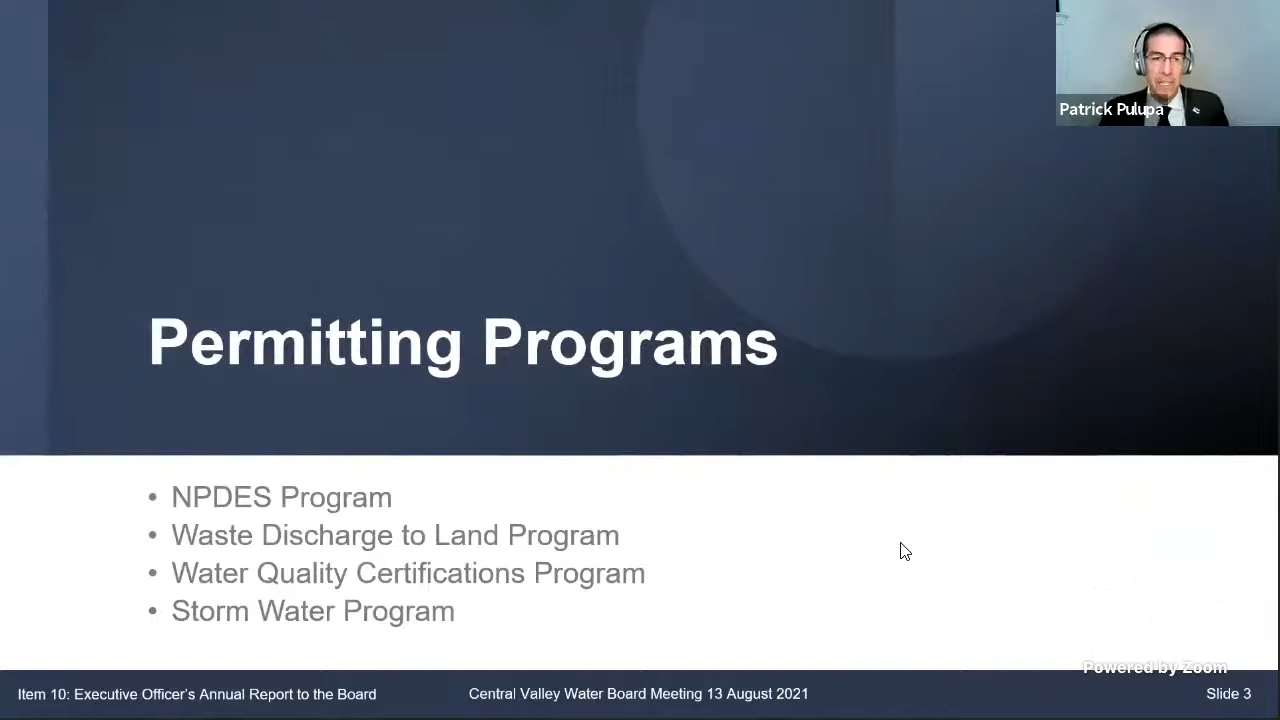 Patrick Pulupa
Permitting Programs
• NPDES Program
• Waste Discharge to Land Program
• Water Quality Certifications Program
• Storm Water Program
Powered by Zoom
Item 10: Executive Officer's Annual Report to the Board
Central Valley Water Board Meeting 13 August 2021
Slide 3